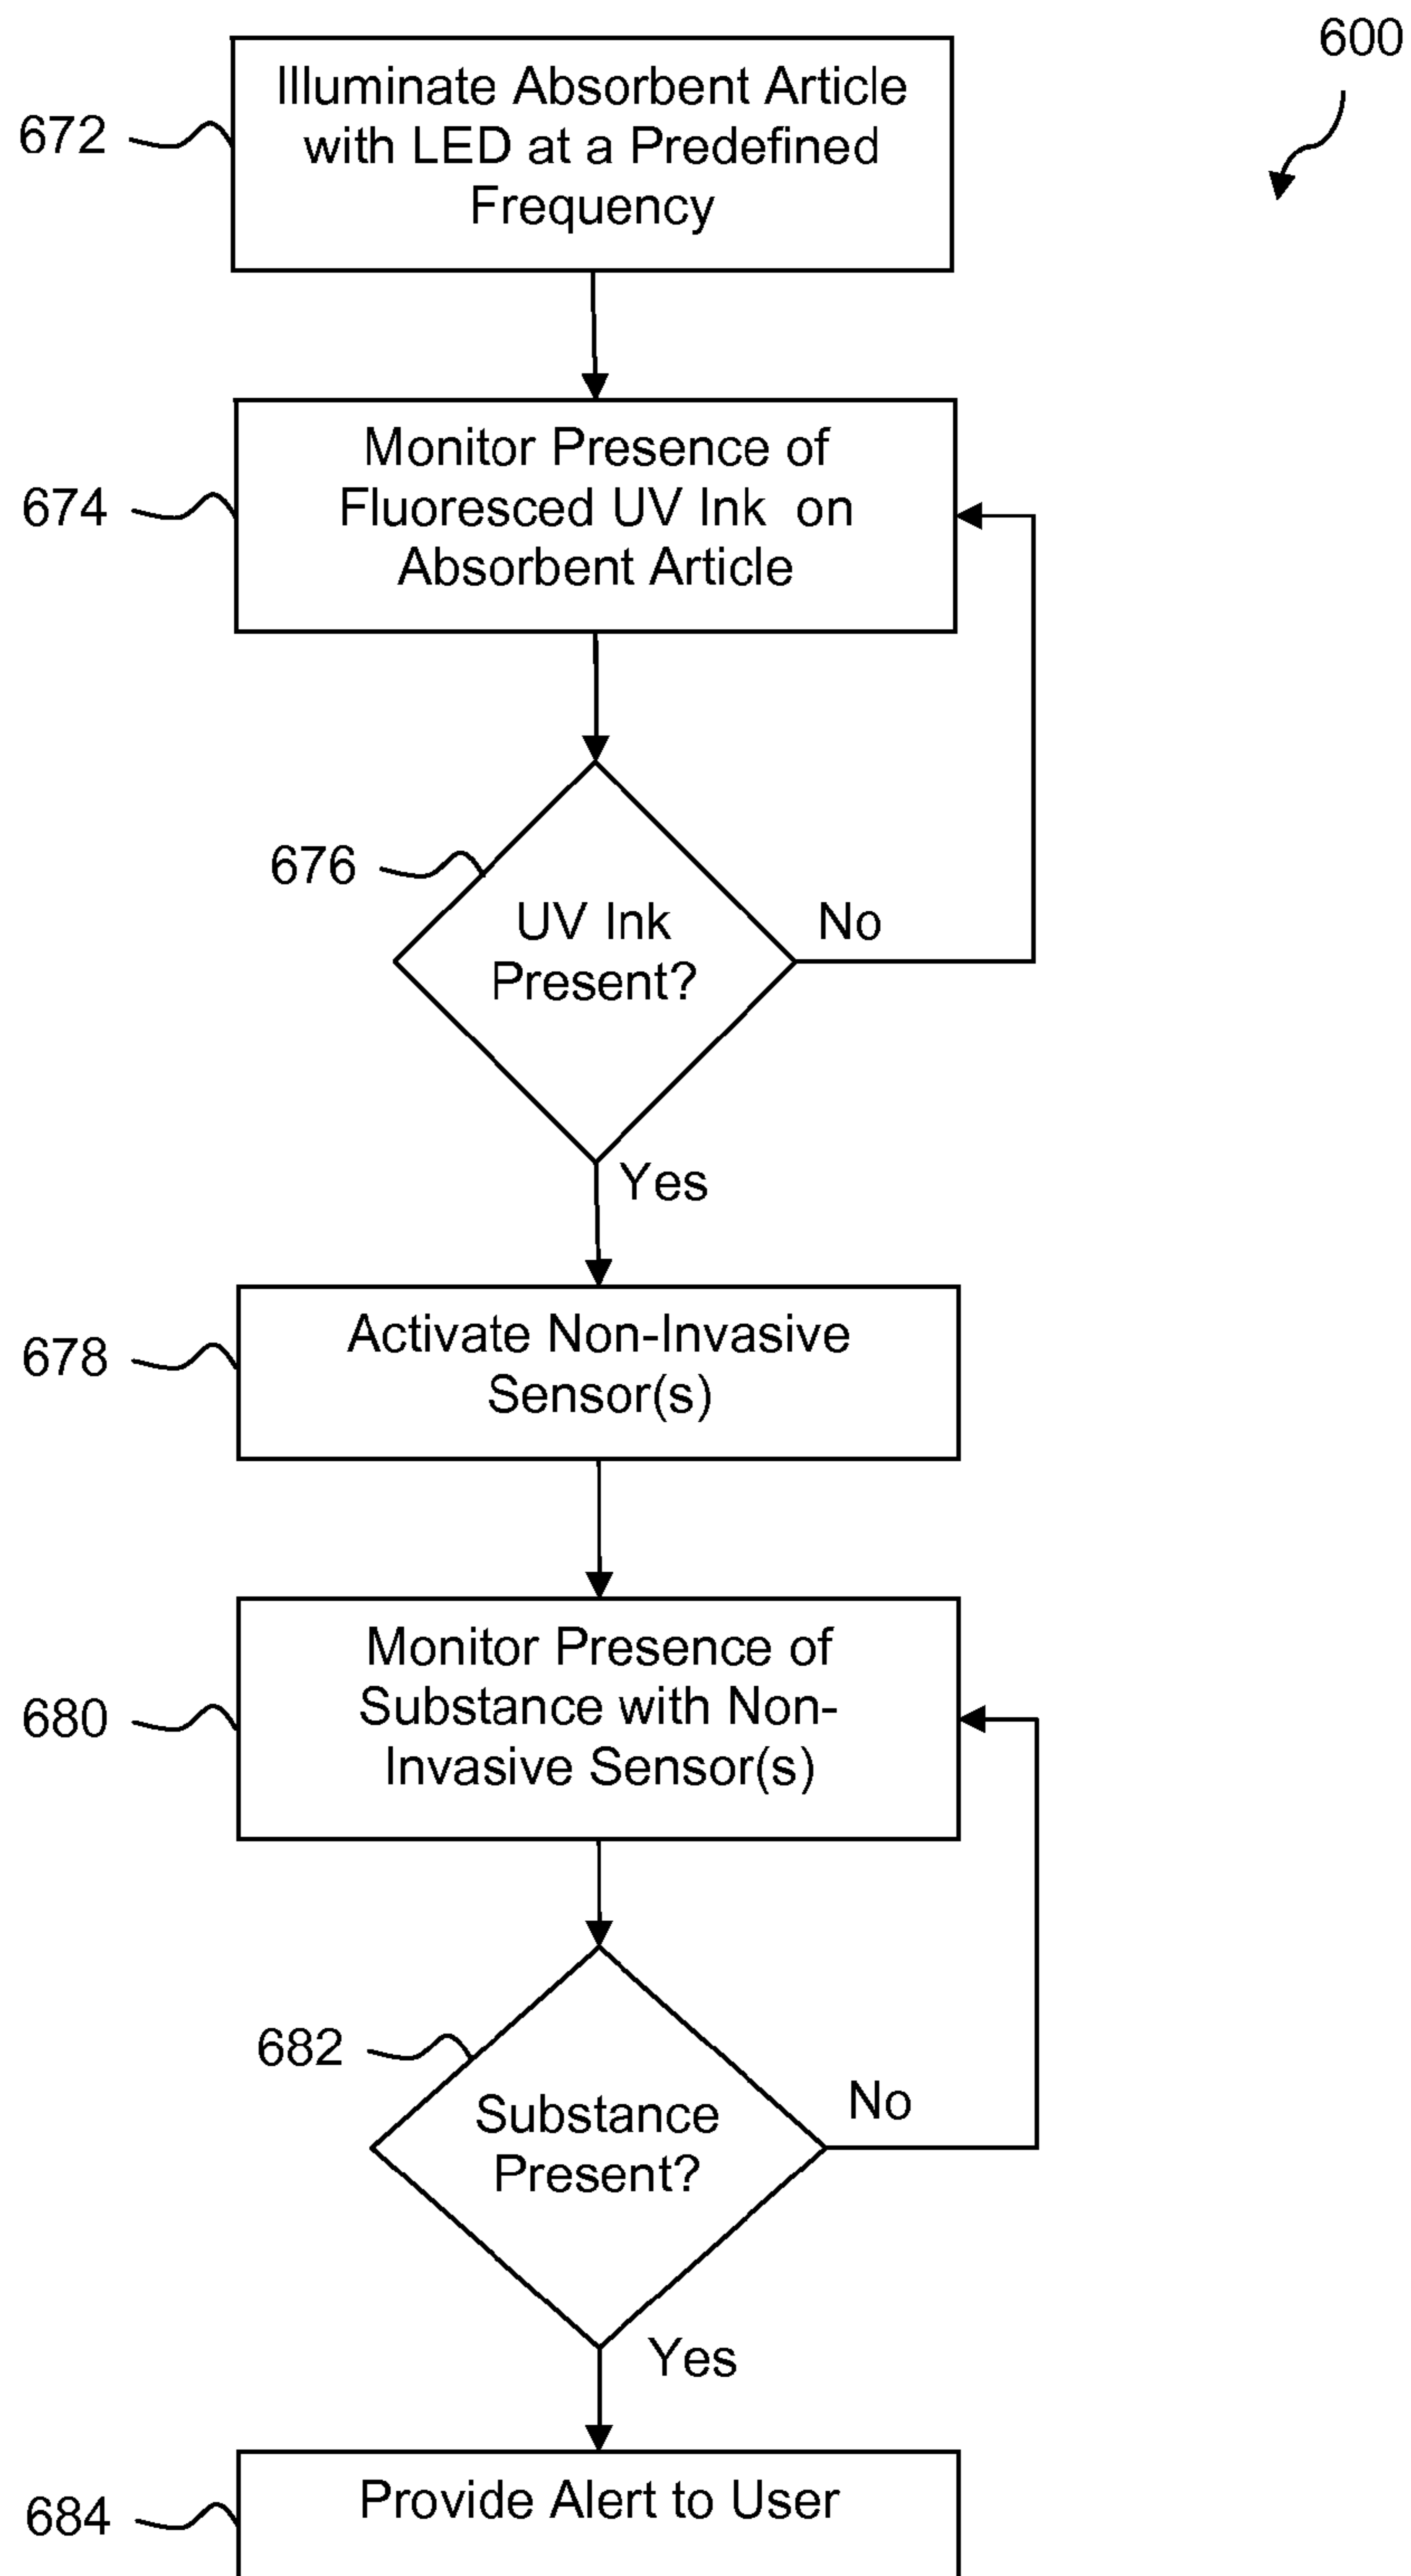 600
672
Illuminate Absorbent Article
with LED at a Predefined
Frequency
674
Monitor Presence of
Fluoresced UV Ink on
Absorbent Article
676
UV Ink
Present?
No
Yes
678
Activate Non-Invasive
Sensor(s)
680
Monitor Presence of
Substance with Non-
Invasive Sensor(s)
682
Substance
Present?
No
Yes
684
Provide Alert to User